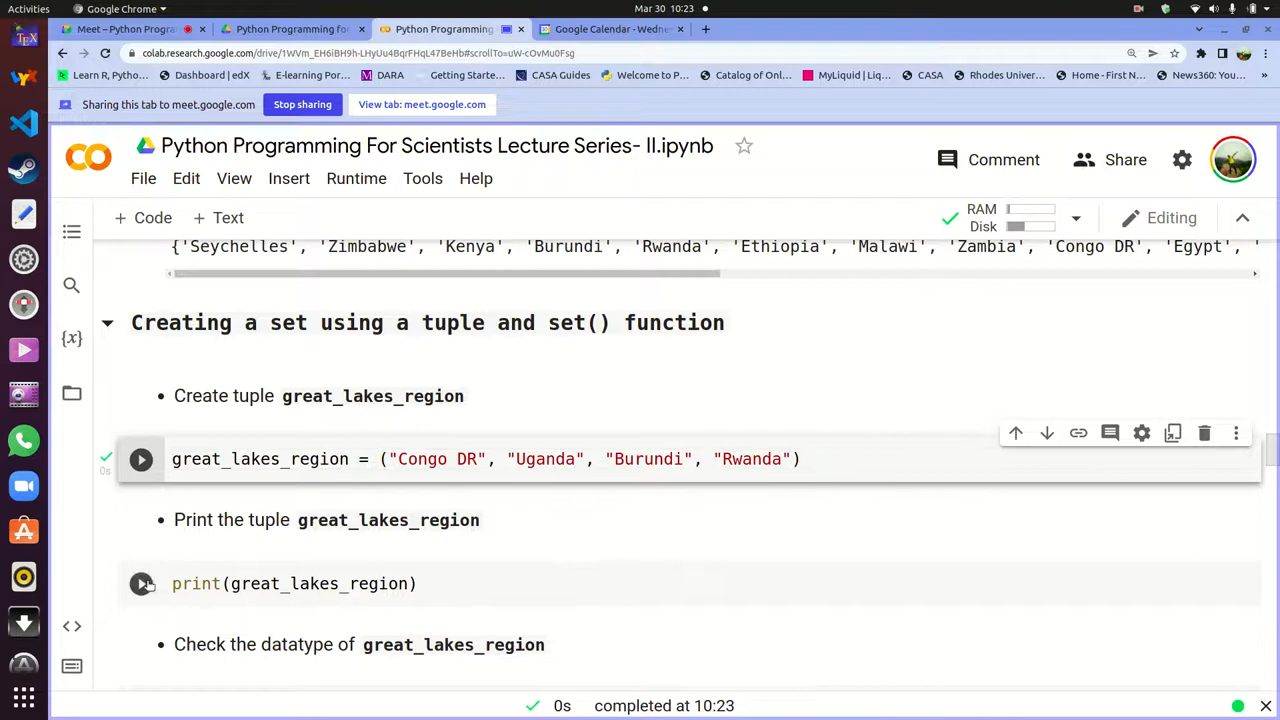 Activities
Google Chrome
Mar 30 10:23
Meet – Python Progra
Python Programming fo
Python Programming
Google Calendar - Wedne
colab.research.google.com/drive/1WVm_EH6iBH9h-LHyUu4BqrFHqL47BeHb#scrollTo=uW-cOvMu0Fsg
Learn R, Pytho...
Dashboard | edX
E-learning Por...
DARA
Getting Starte...
CASA Guides
Welcome to P...
Catalog of Onl...
MyLiquid | Liq...
CASA
Rhodes Univer...
Home - First N...
News360: You...
»
Sharing this tab to meet.google.com
Stop sharing
View tab: meet.google.com
Python Programming For Scientists Lecture Series- II.ipynb
Comment
Share
File Edit View Insert Runtime Tools Help
+ Code + Text
RAM
Disk
Editing
{'Seychelles', 'Zimbabwe', 'Kenya', 'Burundi', 'Rwanda', 'Ethiopia', 'Malawi', 'Zambia', 'Congo DR', 'Egypt', '
Creating a set using a tuple and set() function
• Create tuple great_lakes_region
0s
great_lakes_region = ("Congo DR", "Uganda", "Burundi", "Rwanda")
• Print the tuple great_lakes_region
print(great_lakes_region)
• Check the datatype of great_lakes_region
0s completed at 10:23